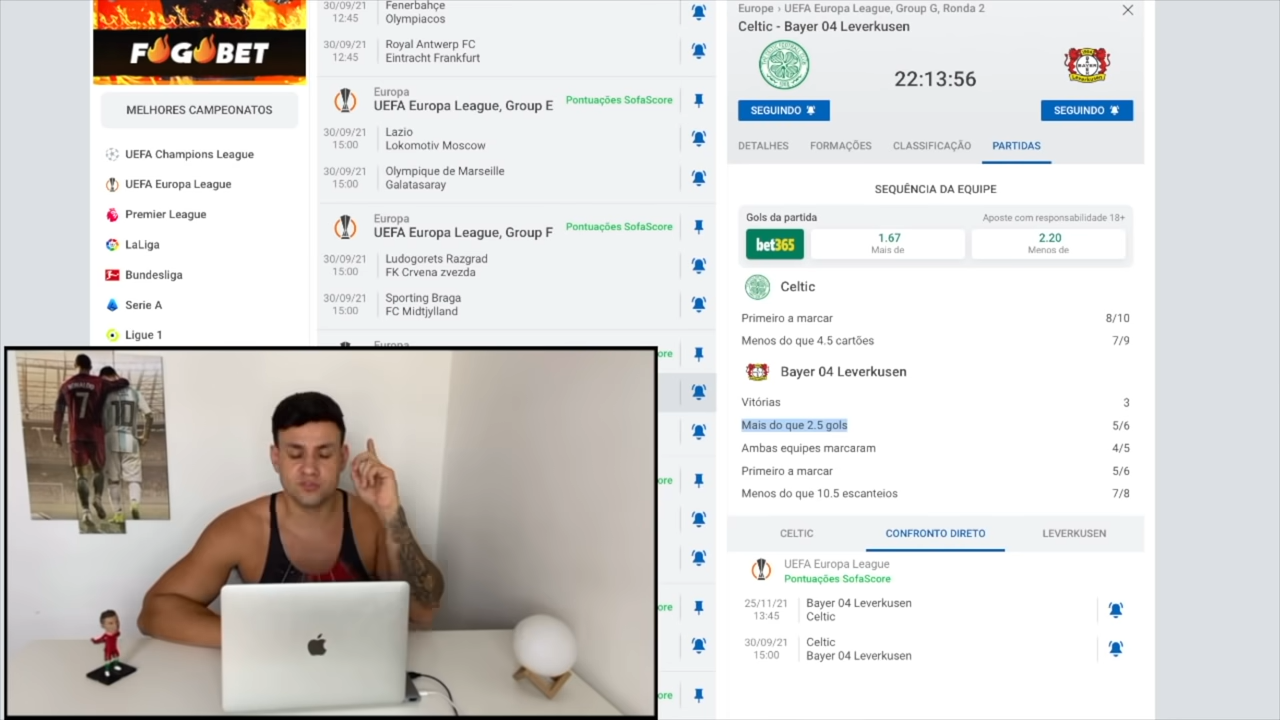 FOGOBET
MELHORES CAMPEONATOS
UEFA Champions League
UEFA Europa League
Premier League
LaLiga
Bundesliga
Serie A
Ligue 1
30/09/21
12:45
Fenerbahçe
Olympiacos
30/09/21
12:45
Royal Antwerp FC
Eintracht Frankfurt
Europa
UEFA Europa League, Group E
Pontuações SofaScore
30/09/21
15:00
Lazio
Lokomotiv Moscow
30/09/21
15:00
Olympique de Marseille
Galatasaray
Europa
UEFA Europa League, Group F
Pontuações SofaScore
30/09/21
15:00
Ludogorets Razgrad
FK Crvena zvezda
30/09/21
15:00
Sporting Braga
FC Midtjylland
Europa
ore
ore
ore
ore
RONALDO
7
10
Europe › UEFA Europa League, Group G, Ronda 2
Celtic - Bayer 04 Leverkusen
22:13:56
SEGUINDO
SEGUINDO
DETALHES
FORMAÇÕES
CLASSIFICAÇÃO
PARTIDAS
SEQUÊNCIA DA EQUIPE
Gols da partida
Aposte com responsabilidade 18+
bet365
1.67
Mais de
2.20
Menos de
Celtic
Primeiro a marcar 8/10
Menos do que 4.5 cartões 7/9
Bayer 04 Leverkusen
Vitórias 3
Mais do que 2.5 gols 5/6
Ambas equipes marcaram 4/5
Primeiro a marcar 5/6
Menos do que 10.5 escanteios 7/8
CELTIC
CONFRONTO DIRETO
LEVERKUSEN
UEFA Europa League
Pontuações SofaScore
25/11/21
13:45
Bayer 04 Leverkusen
Celtic
30/09/21
15:00
Celtic
Bayer 04 Leverkusen